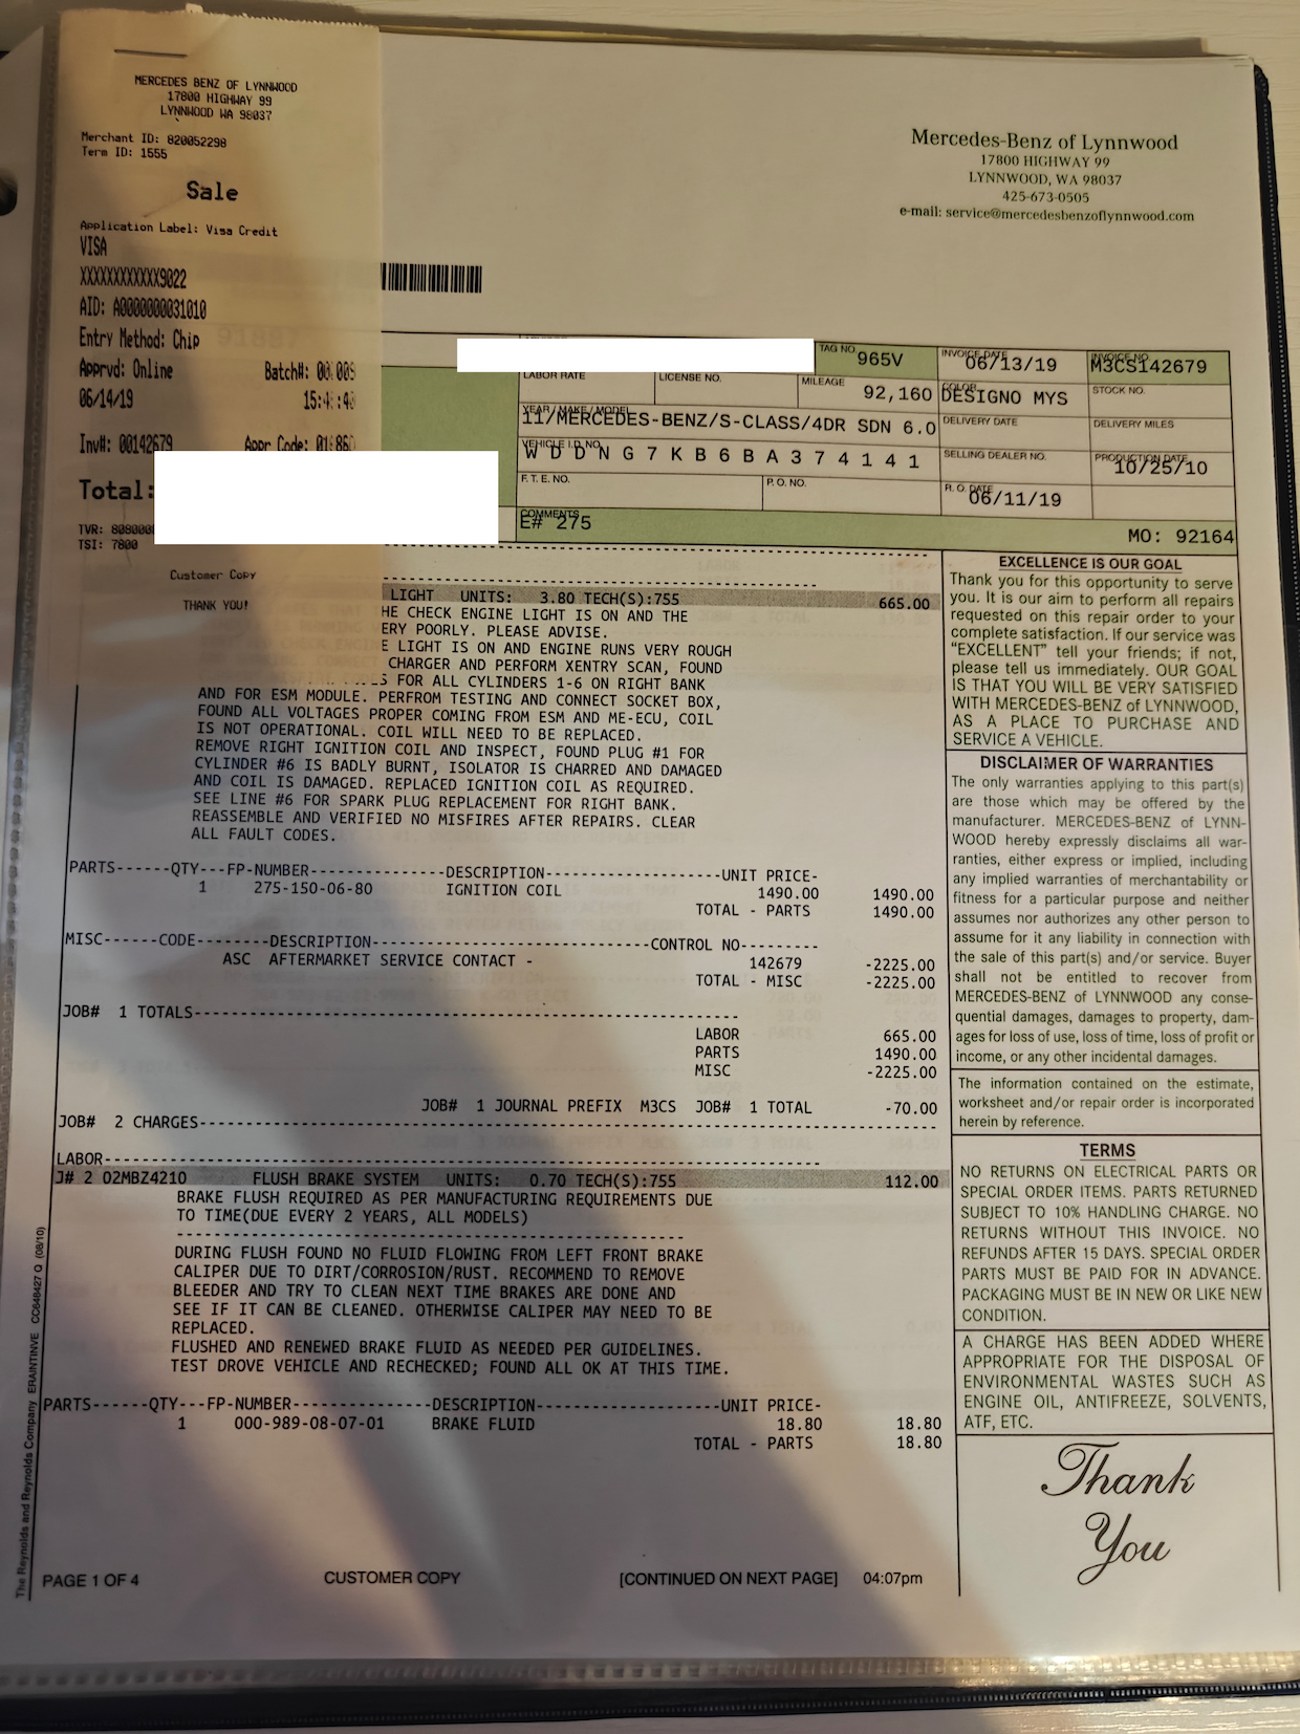 MERCEDES BENZ OF LYNNWOOD
17800 HIGHWAY 99
LYNNWOOD WA 98037
Merchant ID: 820052298
Term ID: 1555
Sale
Application Label: Visa Credit
VISA
XXXXXXXXXXXX9022
AID: A0000000031010
Entry Method: Chip
Apprvd: Online Batch#:
06/14/19
Inv#: 00142679 Appr Code:
Total:
TSI: 7800
Customer Copy
THANK YOU!
Mercedes-Benz of Lynnwood
17800 HIGHWAY 99
LYNNWOOD, WA 98037
425-673-0505
e-mail: service@mercedesbenzoflynnwood.com
TAG NO. 965V INVOICE DATE 06/13/19 INVOICE NO. M3CS142679
LABOR RATE LICENSE NO. MILEAGE 92,160 COLOR DESIGNO MYS STOCK NO.
YEAR / MAKE / MODEL 11/MERCEDES-BENZ/S-CLASS/4DR SDN 6.0 DELIVERY DATE DELIVERY MILES
VEHICLE I.D. NO. WDDNG7KB6BA374141 SELLING DEALER NO. PRODUCTION DATE 10/25/10
F.T.E. NO. P.O. NO. R.O. DATE 06/11/19
COMMENTS E# 275
MO: 92164
LIGHT UNITS: 3.80 TECH(S):755 665.00
HE CHECK ENGINE LIGHT IS ON AND THE
ERY POORLY. PLEASE ADVISE.
E LIGHT IS ON AND ENGINE RUNS VERY ROUGH
CHARGER AND PERFORM XENTRY SCAN, FOUND
S FOR ALL CYLINDERS 1-6 ON RIGHT BANK
AND FOR ESM MODULE. PERFROM TESTING AND CONNECT SOCKET BOX,
FOUND ALL VOLTAGES PROPER COMING FROM ESM AND ME-ECU, COIL
IS NOT OPERATIONAL. COIL WILL NEED TO BE REPLACED.
REMOVE RIGHT IGNITION COIL AND INSPECT, FOUND PLUG #1 FOR
CYLINDER #6 IS BADLY BURNT, ISOLATOR IS CHARRED AND DAMAGED
AND COIL IS DAMAGED. REPLACED IGNITION COIL AS REQUIRED.
SEE LINE #6 FOR SPARK PLUG REPLACEMENT FOR RIGHT BANK.
REASSEMBLE AND VERIFIED NO MISFIRES AFTER REPAIRS. CLEAR
ALL FAULT CODES.
PARTS------QTY---FP-NUMBER---------------DESCRIPTION--------------------UNIT PRICE-
1 275-150-06-80 IGNITION COIL 1490.00 1490.00
TOTAL - PARTS 1490.00
MISC------CODE--------DESCRIPTION--------------------------------CONTROL NO---------
ASC AFTERMARKET SERVICE CONTACT - 142679 -2225.00
TOTAL - MISC -2225.00
JOB# 1 TOTALS----------------------------------------------------------------
LABOR 665.00
PARTS 1490.00
MISC -2225.00
JOB# 1 JOURNAL PREFIX M3CS JOB# 1 TOTAL -70.00
JOB# 2 CHARGES---------------------------------------------------------------
LABOR------------------------------------------------------------------------
J# 2 02MBZ4210 FLUSH BRAKE SYSTEM UNITS: 0.70 TECH(S):755 112.00
BRAKE FLUSH REQUIRED AS PER MANUFACTURING REQUIREMENTS DUE
TO TIME(DUE EVERY 2 YEARS, ALL MODELS)
------------------------------------------------------------
DURING FLUSH FOUND NO FLUID FLOWING FROM LEFT FRONT BRAKE
CALIPER DUE TO DIRT/CORROSION/RUST. RECOMMEND TO REMOVE
BLEEDER AND TRY TO CLEAN NEXT TIME BRAKES ARE DONE AND
SEE IF IT CAN BE CLEANED. OTHERWISE CALIPER MAY NEED TO BE
REPLACED.
FLUSHED AND RENEWED BRAKE FLUID AS NEEDED PER GUIDELINES.
TEST DROVE VEHICLE AND RECHECKED; FOUND ALL OK AT THIS TIME.
PARTS------QTY---FP-NUMBER---------------DESCRIPTION--------------------UNIT PRICE-
1 000-989-08-07-01 BRAKE FLUID 18.80 18.80
TOTAL - PARTS 18.80
EXCELLENCE IS OUR GOAL
Thank you for this opportunity to serve
you. It is our aim to perform all repairs
requested on this repair order to your
complete satisfaction. If our service was
"EXCELLENT" tell your friends; if not,
please tell us immediately. OUR GOAL
IS THAT YOU WILL BE VERY SATISFIED
WITH MERCEDES-BENZ of LYNNWOOD,
AS A PLACE TO PURCHASE AND
SERVICE A VEHICLE.
DISCLAIMER OF WARRANTIES
The only warranties applying to this part(s)
are those which may be offered by the
manufacturer. MERCEDES-BENZ of LYNN-
WOOD hereby expressly disclaims all war-
ranties, either express or implied, including
any implied warranties of merchantability or
fitness for a particular purpose and neither
assumes nor authorizes any other person to
assume for it any liability in connection with
the sale of this part(s) and/or service. Buyer
shall not be entitled to recover from
MERCEDES-BENZ of LYNNWOOD any conse-
quential damages, damages to property, dam-
ages for loss of use, loss of time, loss of profit or
income, or any other incidental damages.
The information contained on the estimate,
worksheet and/or repair order is incorporated
herein by reference.
TERMS
NO RETURNS ON ELECTRICAL PARTS OR
SPECIAL ORDER ITEMS. PARTS RETURNED
SUBJECT TO 10% HANDLING CHARGE. NO
RETURNS WITHOUT THIS INVOICE. NO
REFUNDS AFTER 15 DAYS. SPECIAL ORDER
PARTS MUST BE PAID FOR IN ADVANCE.
PACKAGING MUST BE IN NEW OR LIKE NEW
CONDITION.
A CHARGE HAS BEEN ADDED WHERE
APPROPRIATE FOR THE DISPOSAL OF
ENVIRONMENTAL WASTES SUCH AS
ENGINE OIL, ANTIFREEZE, SOLVENTS,
ATF, ETC.
Thank
You
The Reynolds and Reynolds Company ERAINTINVE CC648427 Q (08/10)
PAGE 1 OF 4 CUSTOMER COPY [CONTINUED ON NEXT PAGE] 04:07pm